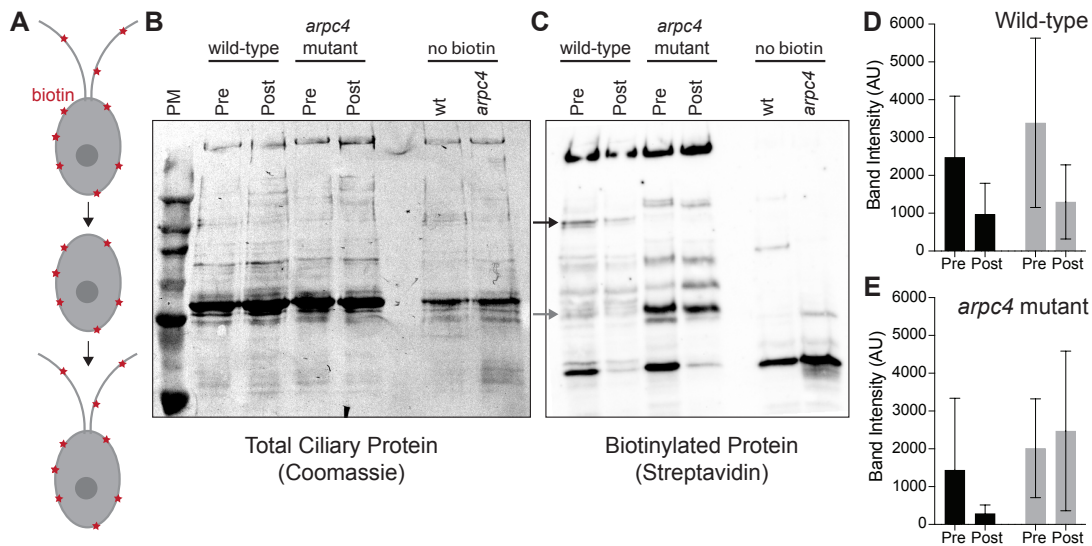 A
biotin
B
wild-type
arpc4
mutant
no biotin
PM
Pre
Post
Pre
Post
wt
arpc4
Total Ciliary Protein
(Coomassie)
C
wild-type
arpc4
mutant
no biotin
Pre
Post
Pre
Post
wt
arpc4
Biotinylated Protein
(Streptavidin)
D
Wild-type
Band Intensity (AU)
6000
5000
4000
3000
2000
1000
0
Pre Post Pre Post
E
arpc4 mutant
Band Intensity (AU)
6000
5000
4000
3000
2000
1000
0
Pre Post Pre Post